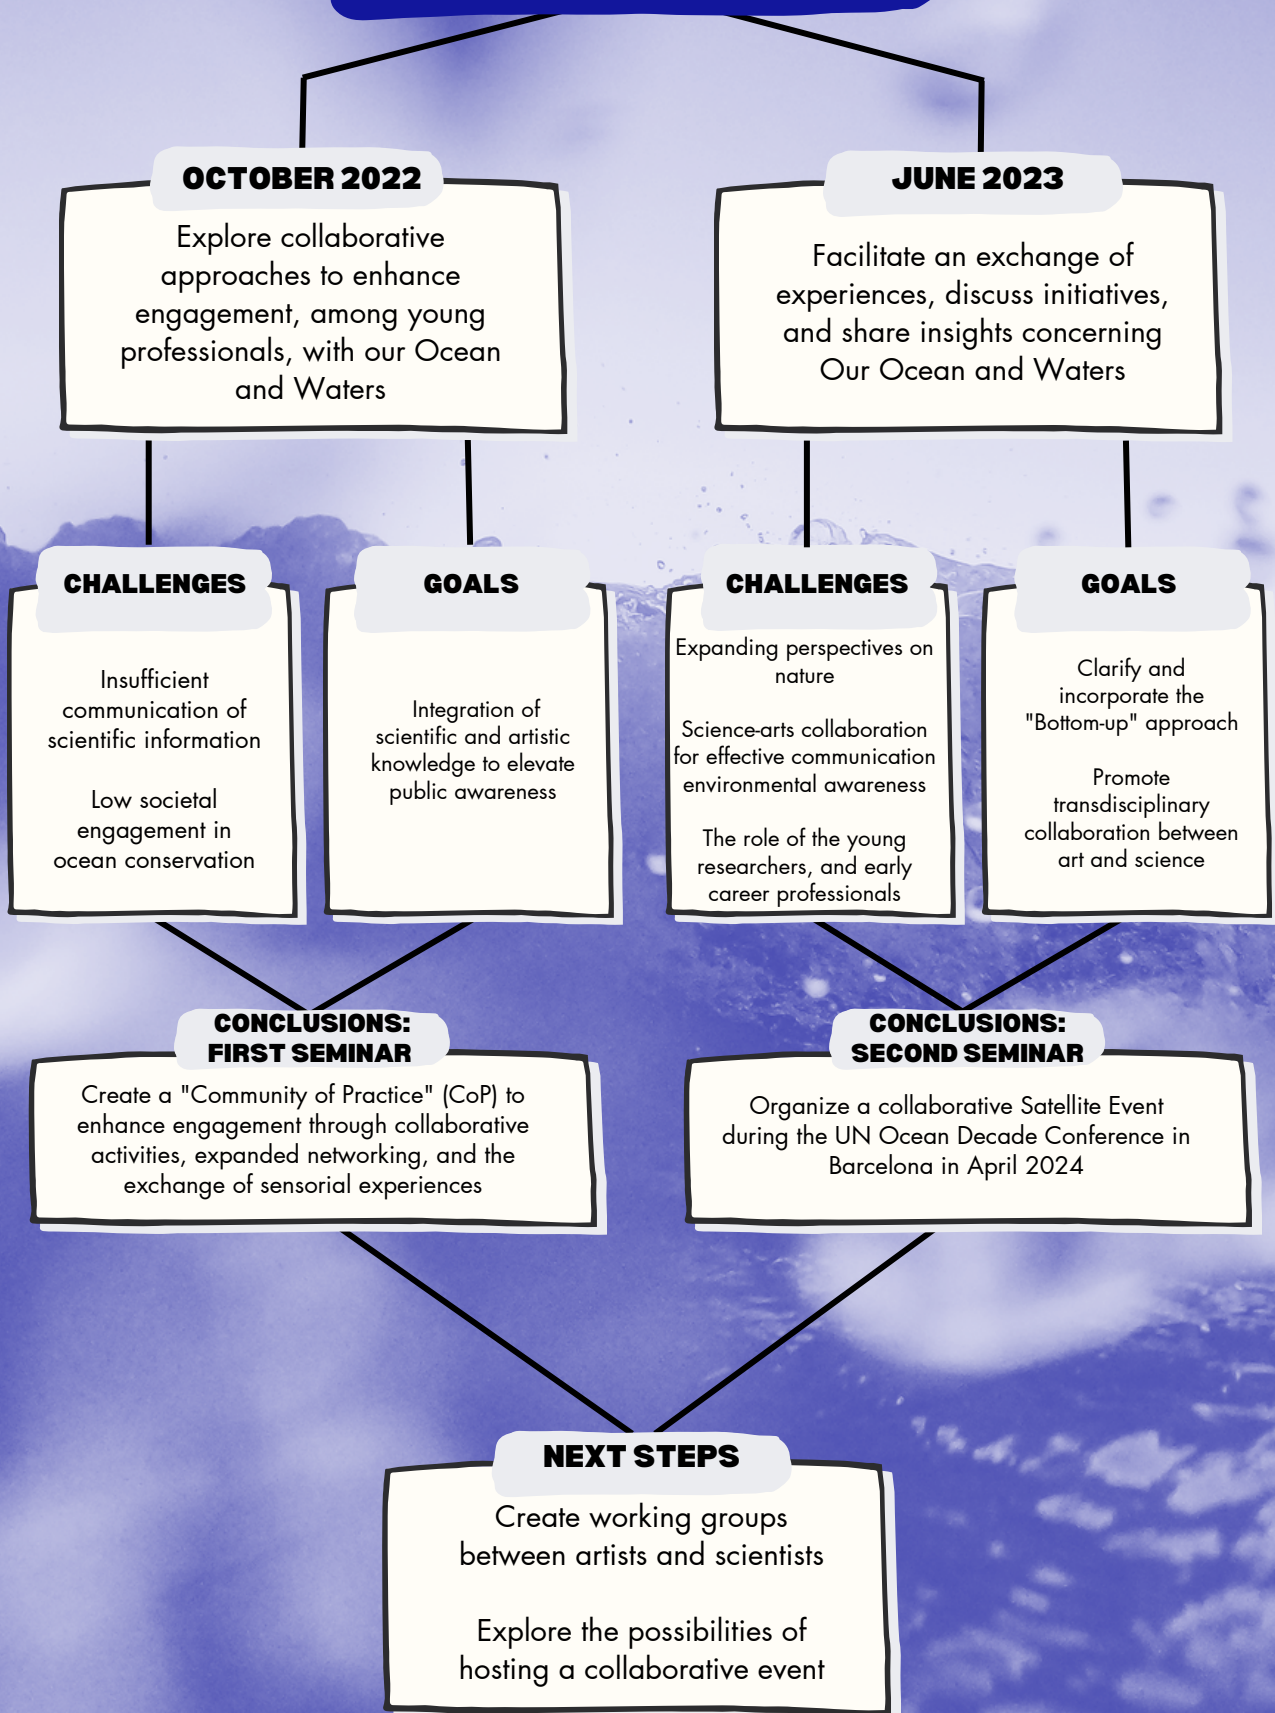 OCTOBER 2022
Explore collaborative
approaches to enhance
engagement, among young
professionals, with our Ocean
and Waters
JUNE 2023
Facilitate an exchange of
experiences, discuss initiatives,
and share insights concerning
Our Ocean and Waters
CHALLENGES
Insufficient
communication of
scientific information
Low societal
engagement in
ocean conservation
GOALS
Integration of
scientific and artistic
knowledge to elevate
public awareness
CHALLENGES
Expanding perspectives on
nature
Science-arts collaboration
for effective communication
environmental awareness
The role of the young
researchers, and early
career professionals
GOALS
Clarify and
incorporate the
"Bottom-up" approach
Promote
transdisciplinary
collaboration between
art and science
CONCLUSIONS:
FIRST SEMINAR
Create a "Community of Practice" (CoP) to
enhance engagement through collaborative
activities, expanded networking, and the
exchange of sensorial experiences
CONCLUSIONS:
SECOND SEMINAR
Organize a collaborative Satellite Event
during the UN Ocean Decade Conference in
Barcelona in April 2024
NEXT STEPS
Create working groups
between artists and scientists
Explore the possibilities of
hosting a collaborative event